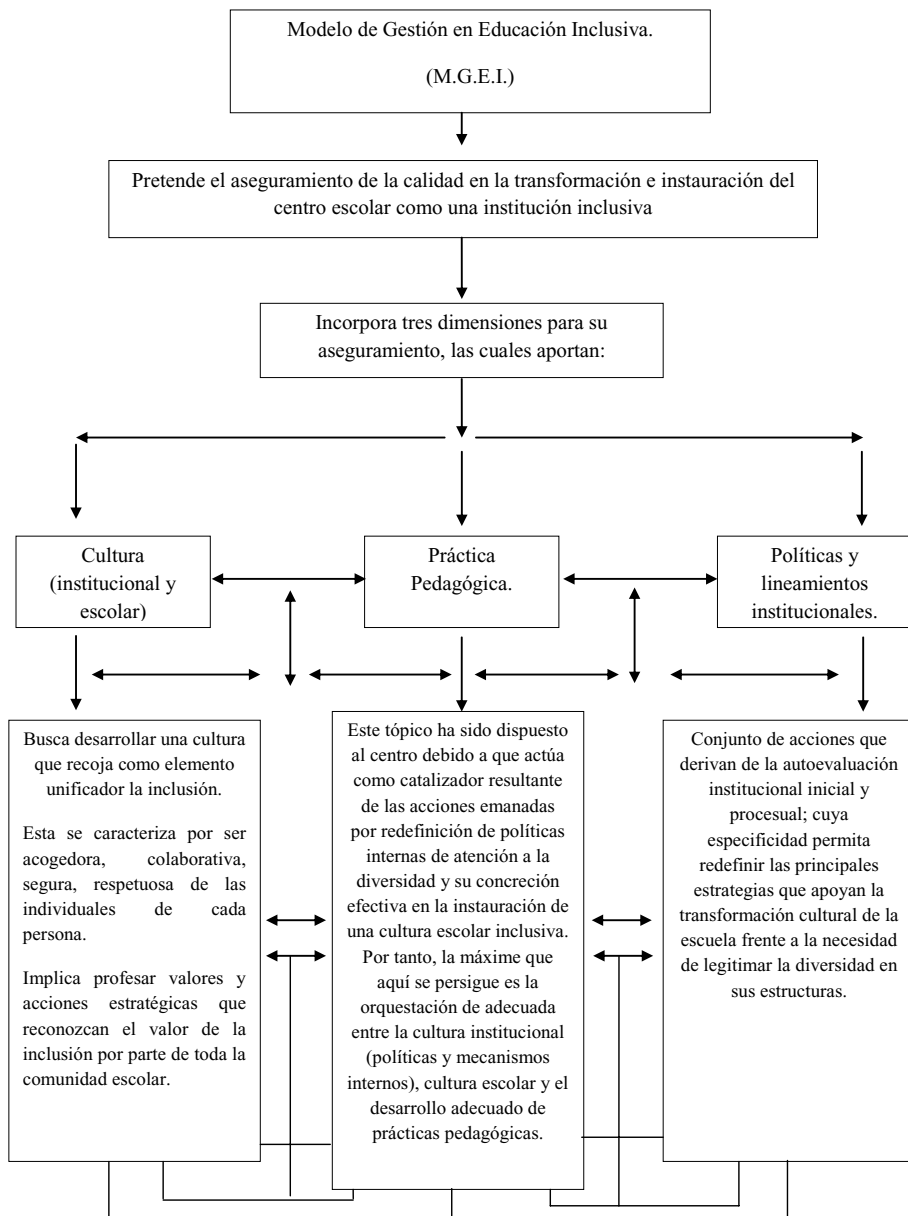 Modelo de Gestión en Educación Inclusiva.
(M.G.E.I.)
Pretende el aseguramiento de la calidad en la transformación e instauración del
centro escolar como una institución inclusiva
Incorpora tres dimensiones para su
aseguramiento, las cuales aportan:
Cultura
(institucional y
escolar)
Práctica
Pedagógica.
Políticas y
lineamientos
institucionales.
Busca desarrollar una cultura
que recoja como elemento
unificador la inclusión.
Esta se caracteriza por ser
acogedora, colaborativa,
segura, respetuosa de las
individuales de cada
persona.
Implica profesar valores y
acciones estratégicas que
reconozcan el valor de la
inclusión por parte de toda la
comunidad escolar.
Este tópico ha sido dispuesto
al centro debido a que actúa
como catalizador resultante
de las acciones emanadas
por redefinición de políticas
internas de atención a la
diversidad y su concreción
efectiva en la instauración de
una cultura escolar inclusiva.
Por tanto, la máxime que
aquí se persigue es la
orquestación de adecuada
entre la cultura institucional
(políticas y mecanismos
internos), cultura escolar y el
desarrollo adecuado de
prácticas pedagógicas.
Conjunto de acciones que
derivan de la autoevaluación
institucional inicial y
procesual; cuya
especificidad permita
redefinir las principales
estrategias que apoyan la
transformación cultural de la
escuela frente a la necesidad
de legitimar la diversidad en
sus estructuras.